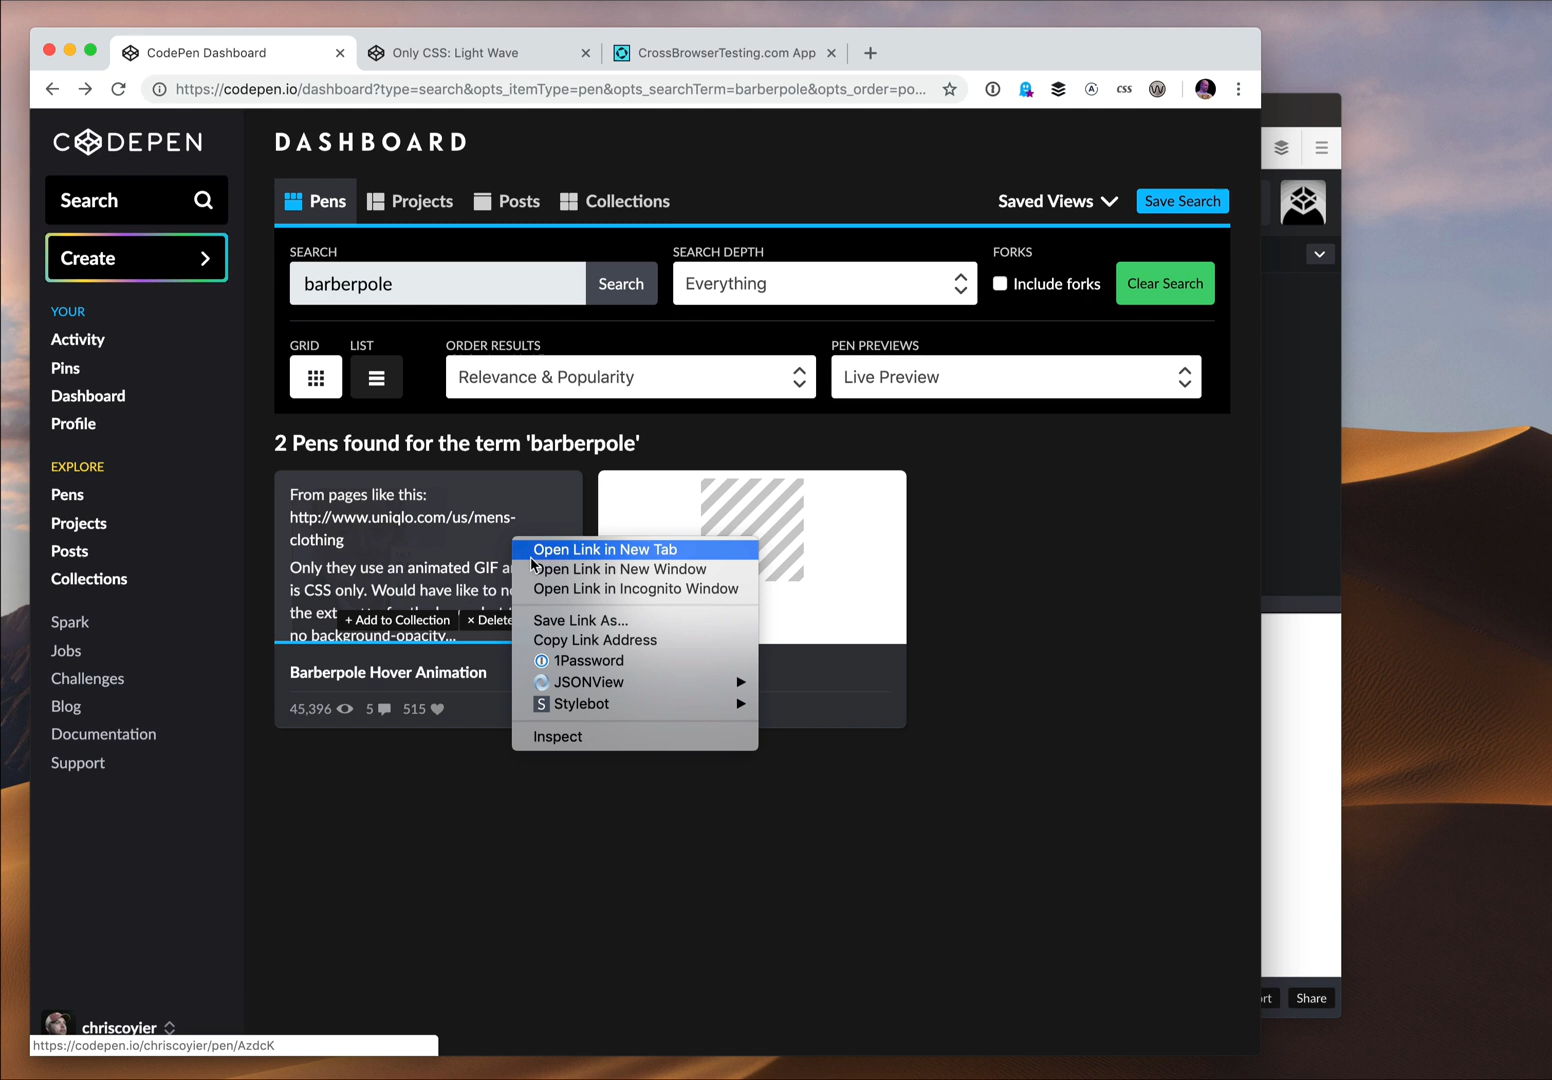 CodePen Dashboard
Only CSS: Light Wave
CrossBrowserTesting.com App
https://codepen.io/dashboard?type=search&opts_itemType=pen&opts_searchTerm=barberpole&opts_order=po...
css
CODEPEN
DASHBOARD
Search
Create
Pens
Projects
Posts
Collections
Saved Views
Save Search
SEARCH
SEARCH DEPTH
FORKS
barberpole
Search
Everything
Include forks
Clear Search
GRID
LIST
ORDER RESULTS
PEN PREVIEWS
Relevance & Popularity
Live Preview
YOUR
Activity
Pins
Dashboard
Profile
EXPLORE
Pens
Projects
Posts
Collections
Spark
Jobs
Challenges
Blog
Documentation
Support
2 Pens found for the term 'barberpole'
From pages like this:
http://www.uniqlo.com/us/mens-
clothing
Only they use an animated GIF
is CSS only. Would have like to
the
+ Add to Collection
× Delete
no background-opacity...
Barberpole Hover Animation
45,396
5
515
Open Link in New Tab
Open Link in New Window
Open Link in Incognito Window
Save Link As...
Copy Link Address
1Password
JSONView
S Stylebot
Inspect
chriscoyier
https://codepen.io/chriscoyier/pen/AzdcK
Share